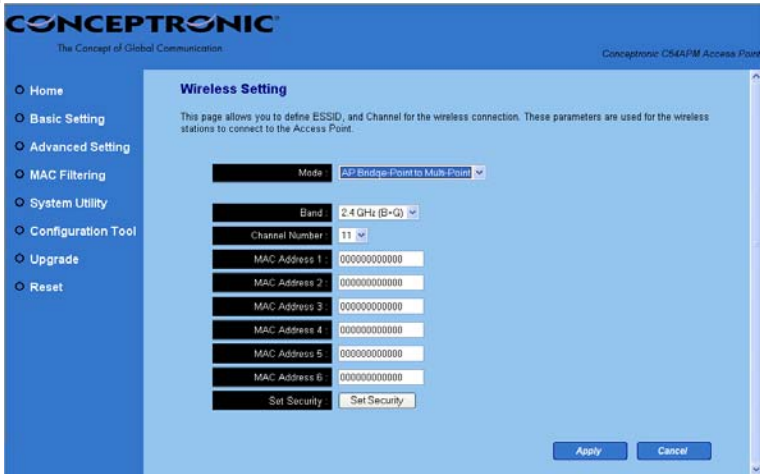 CONCEPTRONIC
The Concept of Global Communication
Conceptronic C54APM Access Point
Home
Basic Setting
Advanced Setting
MAC Filtering
System Utility
Configuration Tool
Upgrade
Reset
Wireless Setting
This page allows you to define ESSID, and Channel for the wireless connection. These parameters are used for the wireless
stations to connect to the Access Point.
Mode : AP Bridge-Point to Multi-Point
Band : 2.4 GHz (B+G)
Channel Number : 11
MAC Address 1 : 000000000000
MAC Address 2 : 000000000000
MAC Address 3 : 000000000000
MAC Address 4 : 000000000000
MAC Address 5 : 000000000000
MAC Address 6 : 000000000000
Set Security : Set Security
Apply Cancel